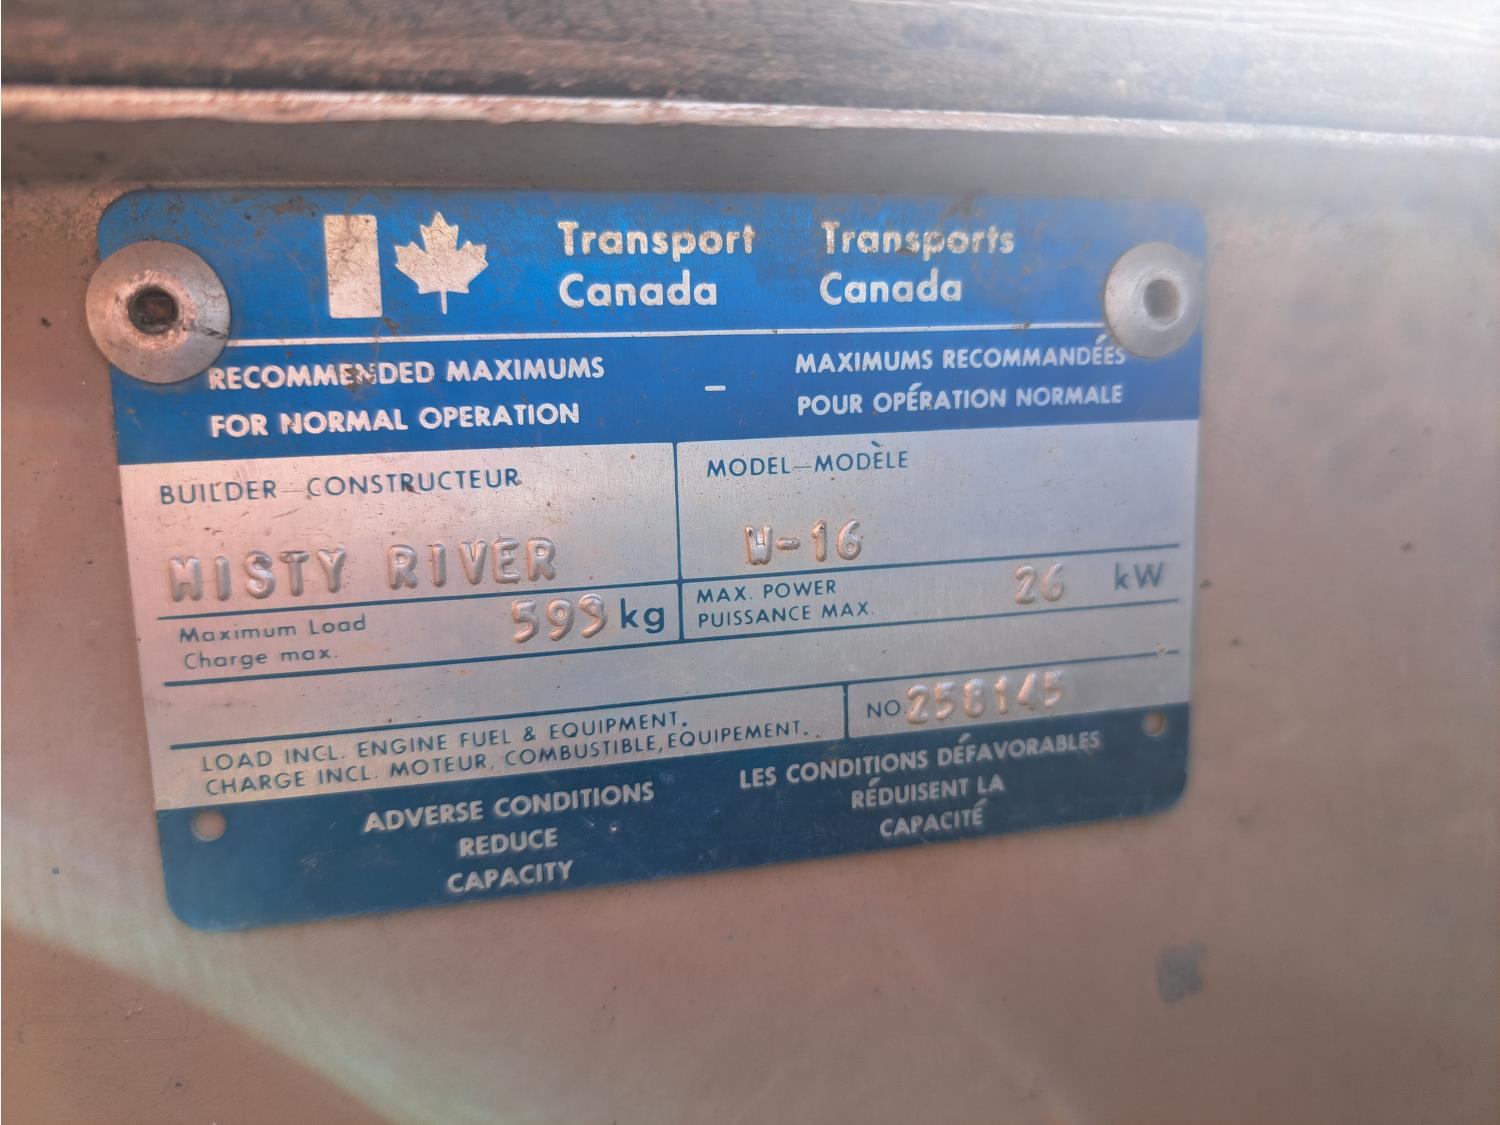 Transport Canada
Transports Canada
RECOMMENDED MAXIMUMS
FOR NORMAL OPERATION
–
MAXIMUMS RECOMMANDÉES
POUR OPÉRATION NORMALE
BUILDER–CONSTRUCTEUR
MISTY RIVER
MODEL–MODÈLE
W-16
Maximum Load
Charge max.
599 kg
MAX. POWER
PUISSANCE MAX.
26 kW
LOAD INCL. ENGINE FUEL & EQUIPMENT.
CHARGE INCL. MOTEUR, COMBUSTIBLE, EQUIPEMENT.
NO. 258145
ADVERSE CONDITIONS
REDUCE
CAPACITY
LES CONDITIONS DÉFAVORABLES
RÉDUISENT LA
CAPACITÉ